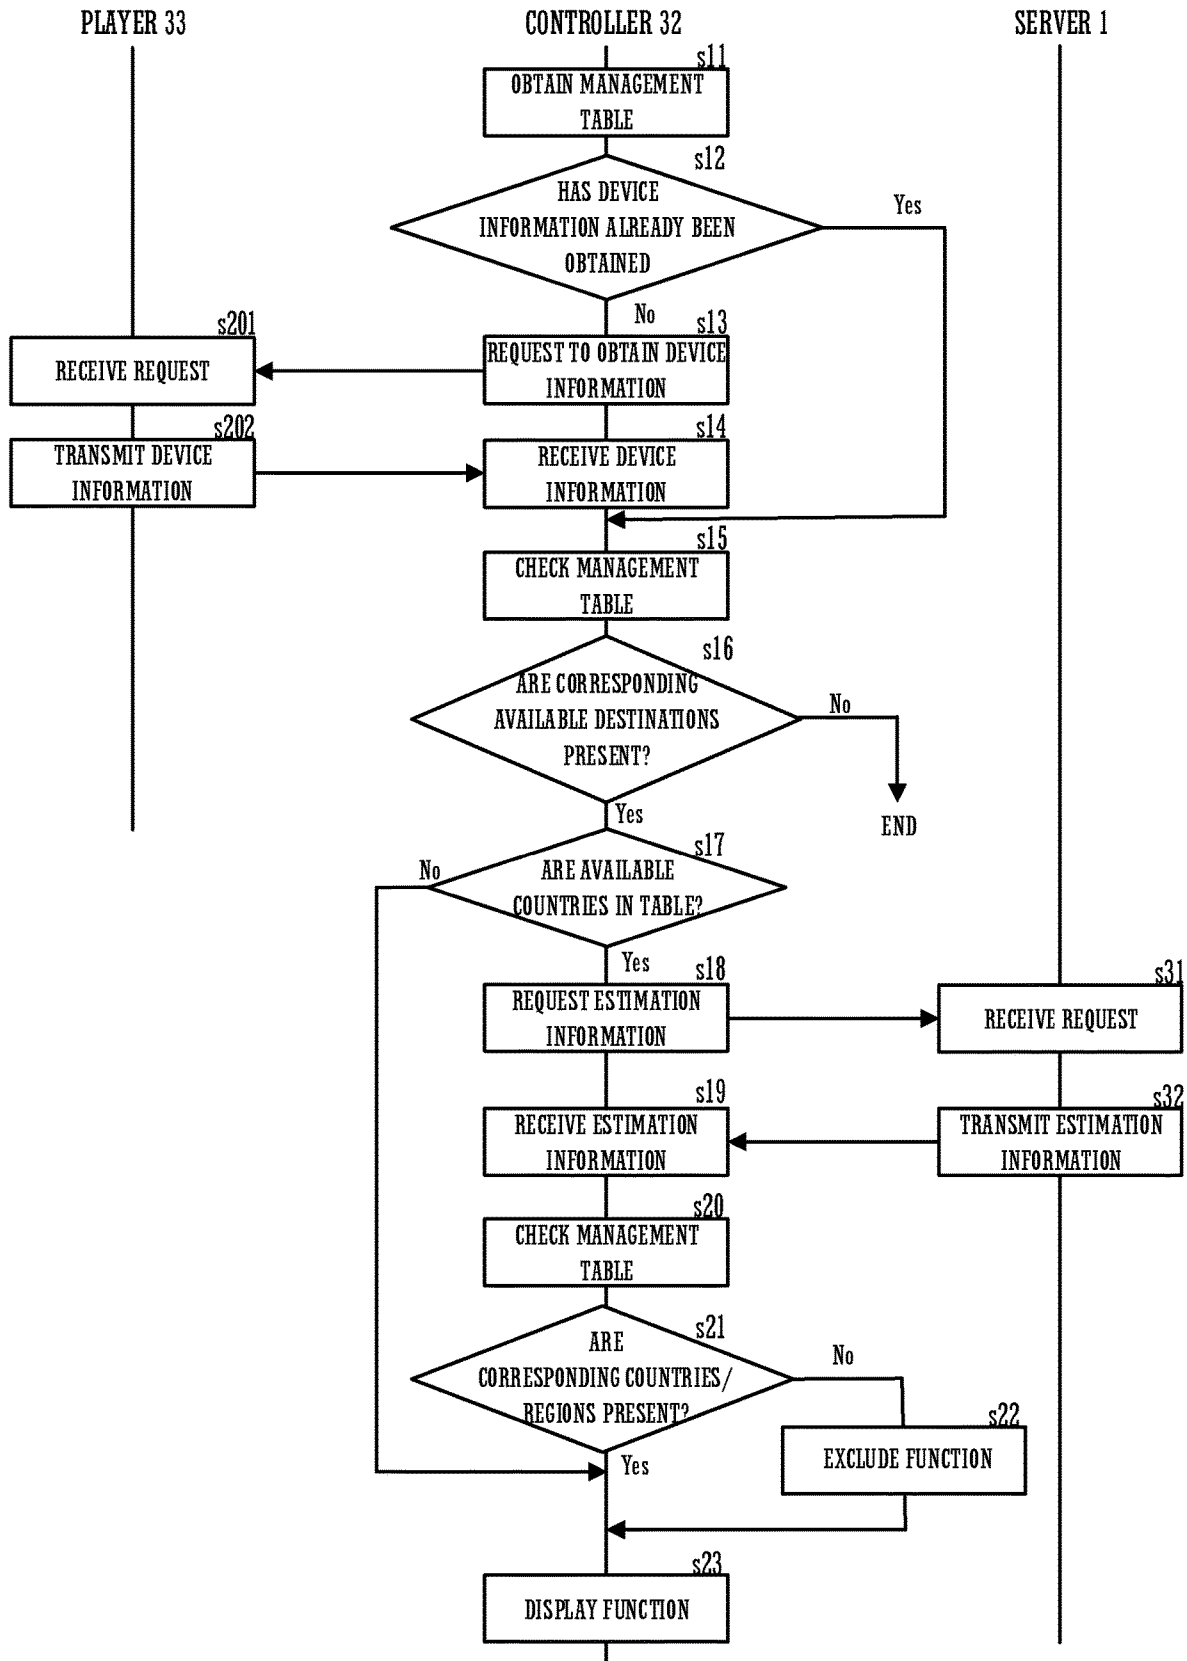 PLAYER 33
CONTROLLER 32
SERVER 1
s11
OBTAIN MANAGEMENT
TABLE
s12
HAS DEVICE
INFORMATION ALREADY BEEN
OBTAINED
Yes
No
s201
RECEIVE REQUEST
s13
REQUEST TO OBTAIN DEVICE
INFORMATION
s202
TRANSMIT DEVICE
INFORMATION
s14
RECEIVE DEVICE
INFORMATION
s15
CHECK MANAGEMENT
TABLE
s16
ARE CORRESPONDING
AVAILABLE DESTINATIONS
PRESENT?
No
END
Yes
s17
No
ARE AVAILABLE
COUNTRIES IN TABLE?
Yes
s18
REQUEST ESTIMATION
INFORMATION
s31
RECEIVE REQUEST
s19
RECEIVE ESTIMATION
INFORMATION
s32
TRANSMIT ESTIMATION
INFORMATION
s20
CHECK MANAGEMENT
TABLE
s21
ARE
CORRESPONDING COUNTRIES/
REGIONS PRESENT?
No
s22
EXCLUDE FUNCTION
Yes
s23
DISPLAY FUNCTION